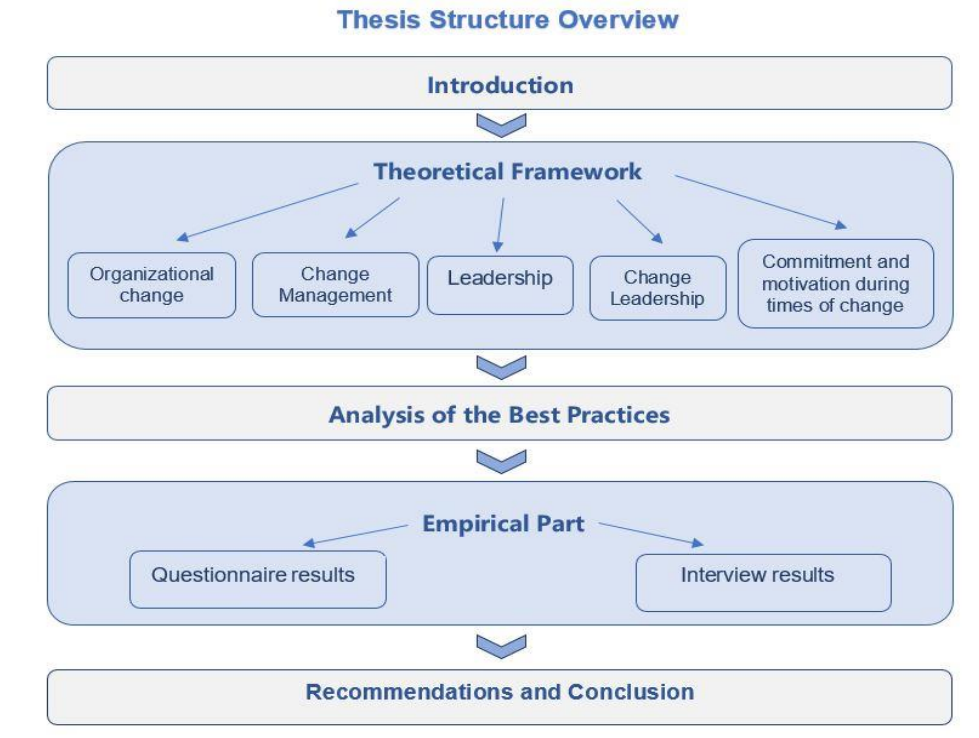 Thesis Structure Overview
Introduction
Theoretical Framework
Organizational
change
Change
Management
Leadership
Change
Leadership
Commitment and
motivation during
times of change
Analysis of the Best Practices
Empirical Part
Questionnaire results
Interview results
Recommendations and Conclusion